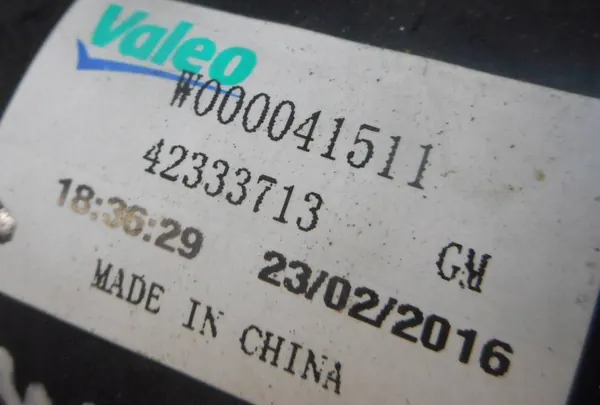 Valeo
W000041511
42333713
GM
18:36:29
23/02/2016
MADE IN CHINA